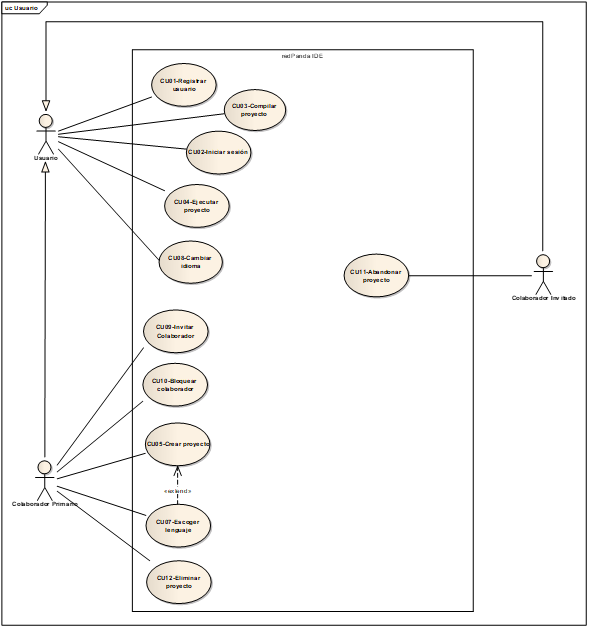 uc Usuario
redPanda IDE
CU01-Registrar
usuario
CU03-Compilar
proyecto
CU02-Iniciar sesión
Usuario
CU04-Ejecutar
proyecto
CU08-Cambiar
idioma
CU11-Abandonar
proyecto
Colaborador Invitado
CU09-Invitar
Colaborador
CU10-Bloquear
colaborador
CU05-Crear proyecto
«extend»
Colaborador Primario
CU07-Escoger
lenguaje
CU12-Eliminar
proyecto